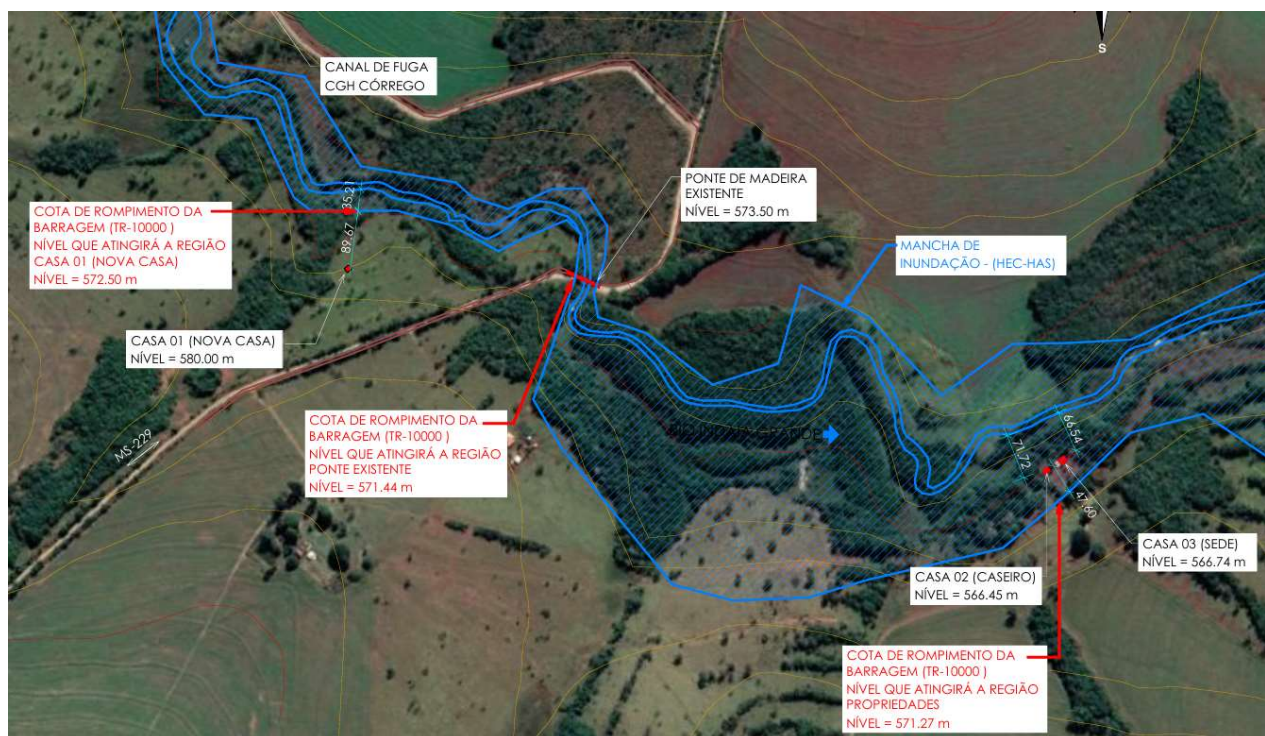 S
CANAL DE FUGA
CGH CÓRREGO
PONTE DE MADEIRA
EXISTENTE
NÍVEL = 573.50 m
COTA DE ROMPIMENTO DA
BARRAGEM (TR-10000 )
NÍVEL QUE ATINGIRÁ A REGIÃO
CASA 01 (NOVA CASA)
NÍVEL = 572.50 m
35,21
89,67
MANCHA DE
INUNDAÇÃO - (HEC-HAS)
CASA 01 (NOVA CASA)
NÍVEL = 580.00 m
COTA DE ROMPIMENTO DA
BARRAGEM (TR-10000 )
NÍVEL QUE ATINGIRÁ A REGIÃO
PONTE EXISTENTE
NÍVEL = 571.44 m
MS-229
66,54
71,72
47,60
CASA 03 (SEDE)
NÍVEL = 566.74 m
CASA 02 (CASEIRO)
NÍVEL = 566.45 m
COTA DE ROMPIMENTO DA
BARRAGEM (TR-10000 )
NÍVEL QUE ATINGIRÁ A REGIÃO
PROPRIEDADES
NÍVEL = 571.27 m